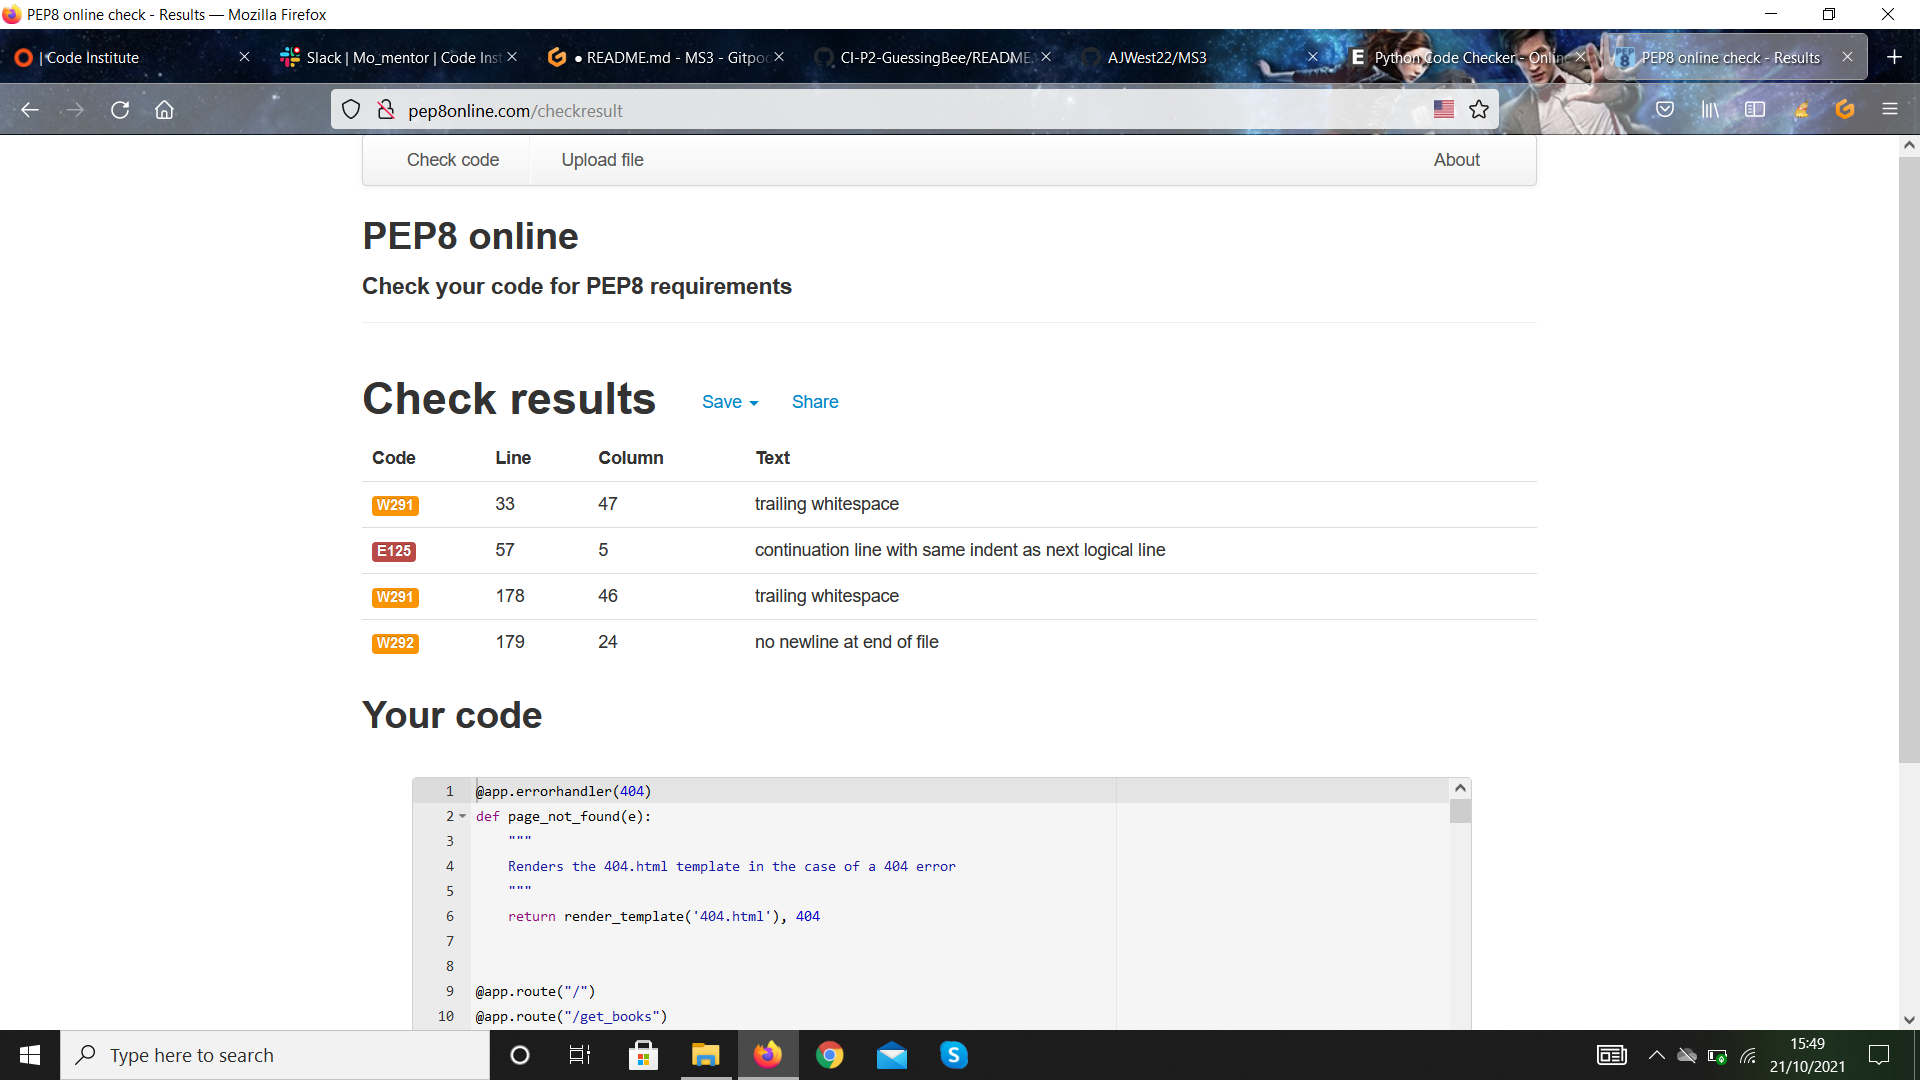 PEP8 online check - Results — Mozilla Firefox
| Code Institute
Slack | Mo_mentor | Code Inst
● README.md - MS3 - Gitpod
CI-P2-GuessingBee/README.
AJWest22/MS3
Python Code Checker - Onlin
PEP8 online check - Results
pep8online.com/checkresult
Check code
Upload file
About
PEP8 online
Check your code for PEP8 requirements
Check results
Save
Share
Code Line Column Text
W291 33 47 trailing whitespace
E125 57 5 continuation line with same indent as next logical line
W291 178 46 trailing whitespace
W292 179 24 no newline at end of file
Your code
1 @app.errorhandler(404)
2 def page_not_found(e):
3 """
4 Renders the 404.html template in the case of a 404 error
5 """
6 return render_template('404.html'), 404
7
8
9 @app.route("/")
10 @app.route("/get_books")
Type here to search
15:49
21/10/2021